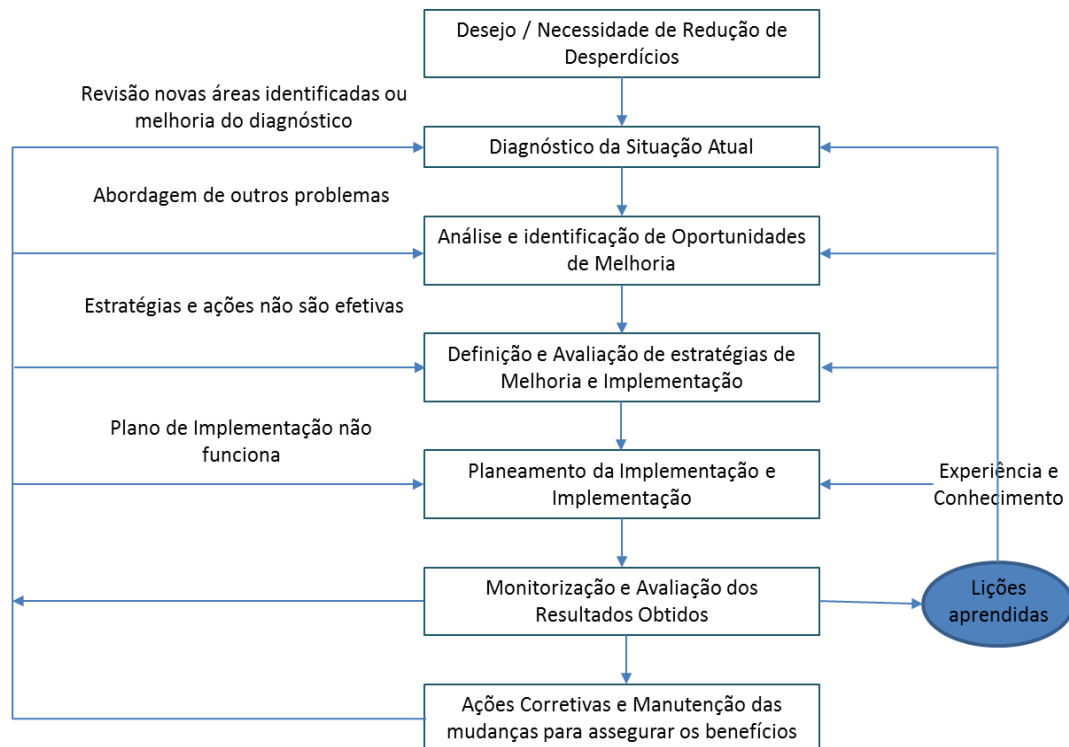 Desejo / Necessidade de Redução de
Desperdícios
Revisão novas áreas identificadas ou
melhoria do diagnóstico
Diagnóstico da Situação Atual
Abordagem de outros problemas
Análise e identificação de Oportunidades
de Melhoria
Estratégias e ações não são efetivas
Definição e Avaliação de estratégias de
Melhoria e Implementação
Plano de Implementação não
funciona
Planeamento da Implementação e
Implementação
Experiência e
Conhecimento
Monitorização e Avaliação dos
Resultados Obtidos
Lições
aprendidas
Ações Corretivas e Manutenção das
mudanças para assegurar os benefícios